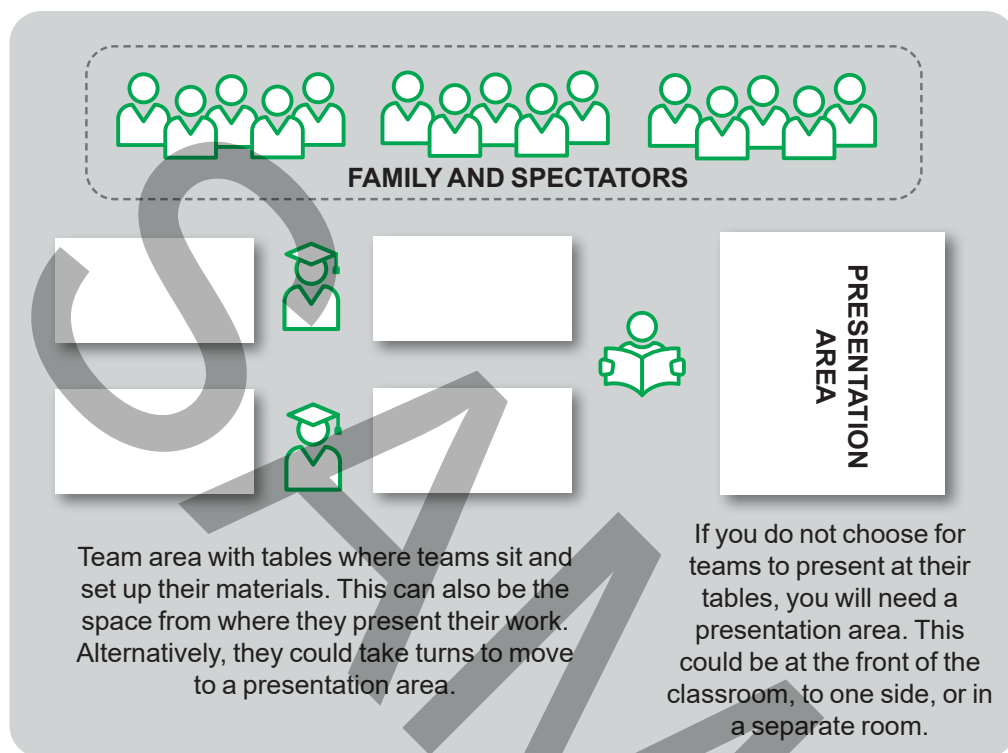 FAMILY AND SPECTATORS
PRESENTATION
AREA
Team area with tables where teams sit and
set up their materials. This can also be the
space from where they present their work.
Alternatively, they could take turns to move
to a presentation area.
If you do not choose for
teams to present at their
tables, you will need a
presentation area. This
could be at the front of the
classroom, to one side, or in
a separate room.
SAM